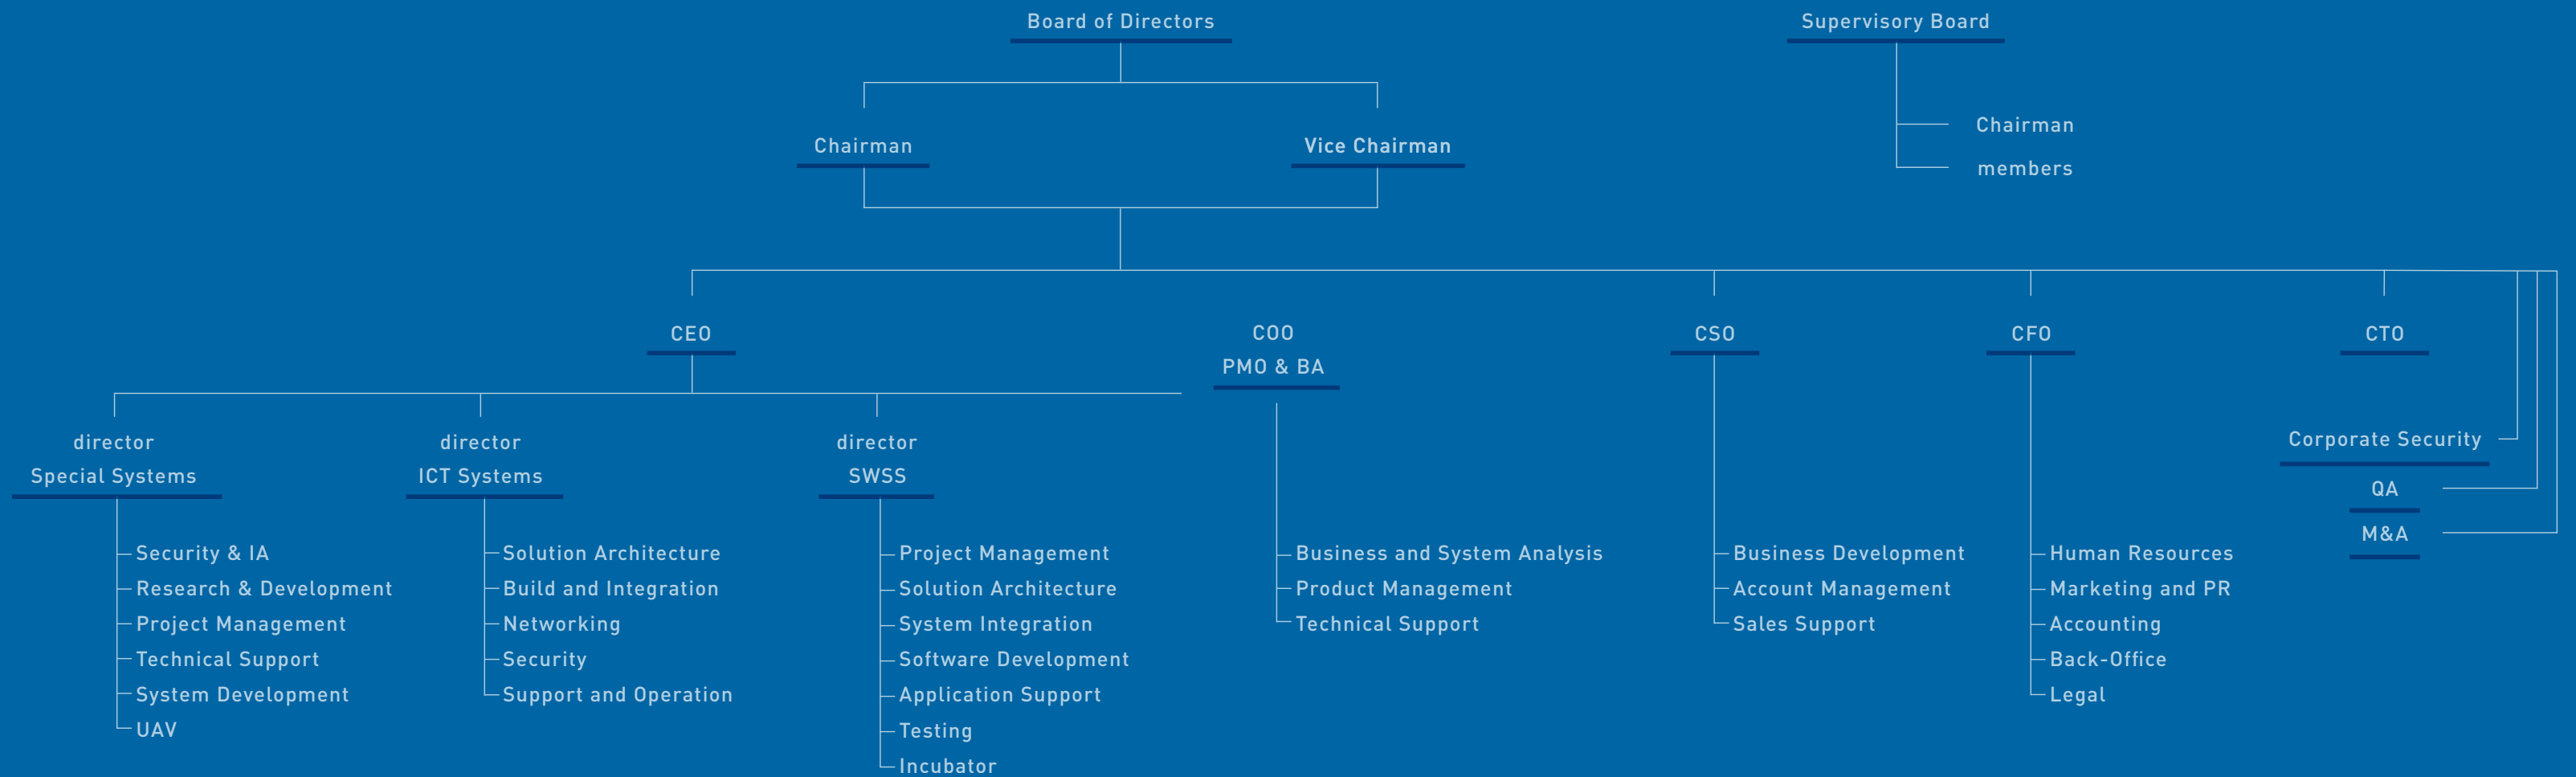 Board of Directors
Supervisory Board
Chairman
members
Chairman
Vice Chairman
CEO
COO
PMO & BA
CSO
CFO
CTO
director
Special Systems
director
ICT Systems
director
SWSS
Corporate Security
QA
M&A
Security & IA
Research & Development
Project Management
Technical Support
System Development
UAV
Solution Architecture
Build and Integration
Networking
Security
Support and Operation
Project Management
Solution Architecture
System Integration
Software Development
Application Support
Testing
Incubator
Business and System Analysis
Product Management
Technical Support
Business Development
Account Management
Sales Support
Human Resources
Marketing and PR
Accounting
Back-Office
Legal